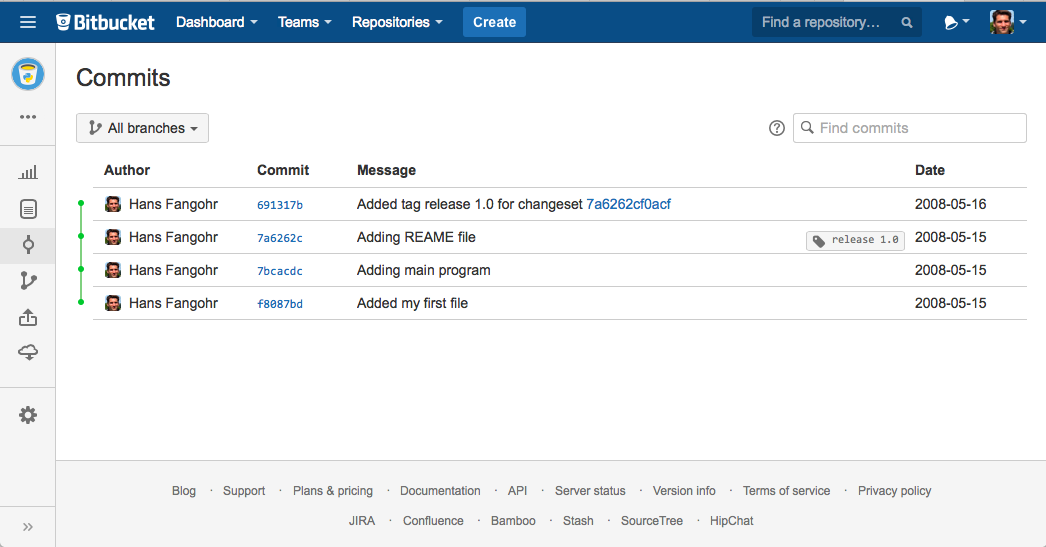 Bitbucket Dashboard Teams Repositories Create Find a repository...
Commits
All branches Find commits
Author Commit Message Date
Hans Fangohr 691317b Added tag release 1.0 for changeset 7a6262cf0acf 2008-05-16
Hans Fangohr 7a6262c Adding REAME file release 1.0 2008-05-15
Hans Fangohr 7bcacdc Adding main program 2008-05-15
Hans Fangohr f8087bd Added my first file 2008-05-15
Blog · Support · Plans & pricing · Documentation · API · Server status · Version info · Terms of service · Privacy policy
JIRA · Confluence · Bamboo · Stash · SourceTree · HipChat